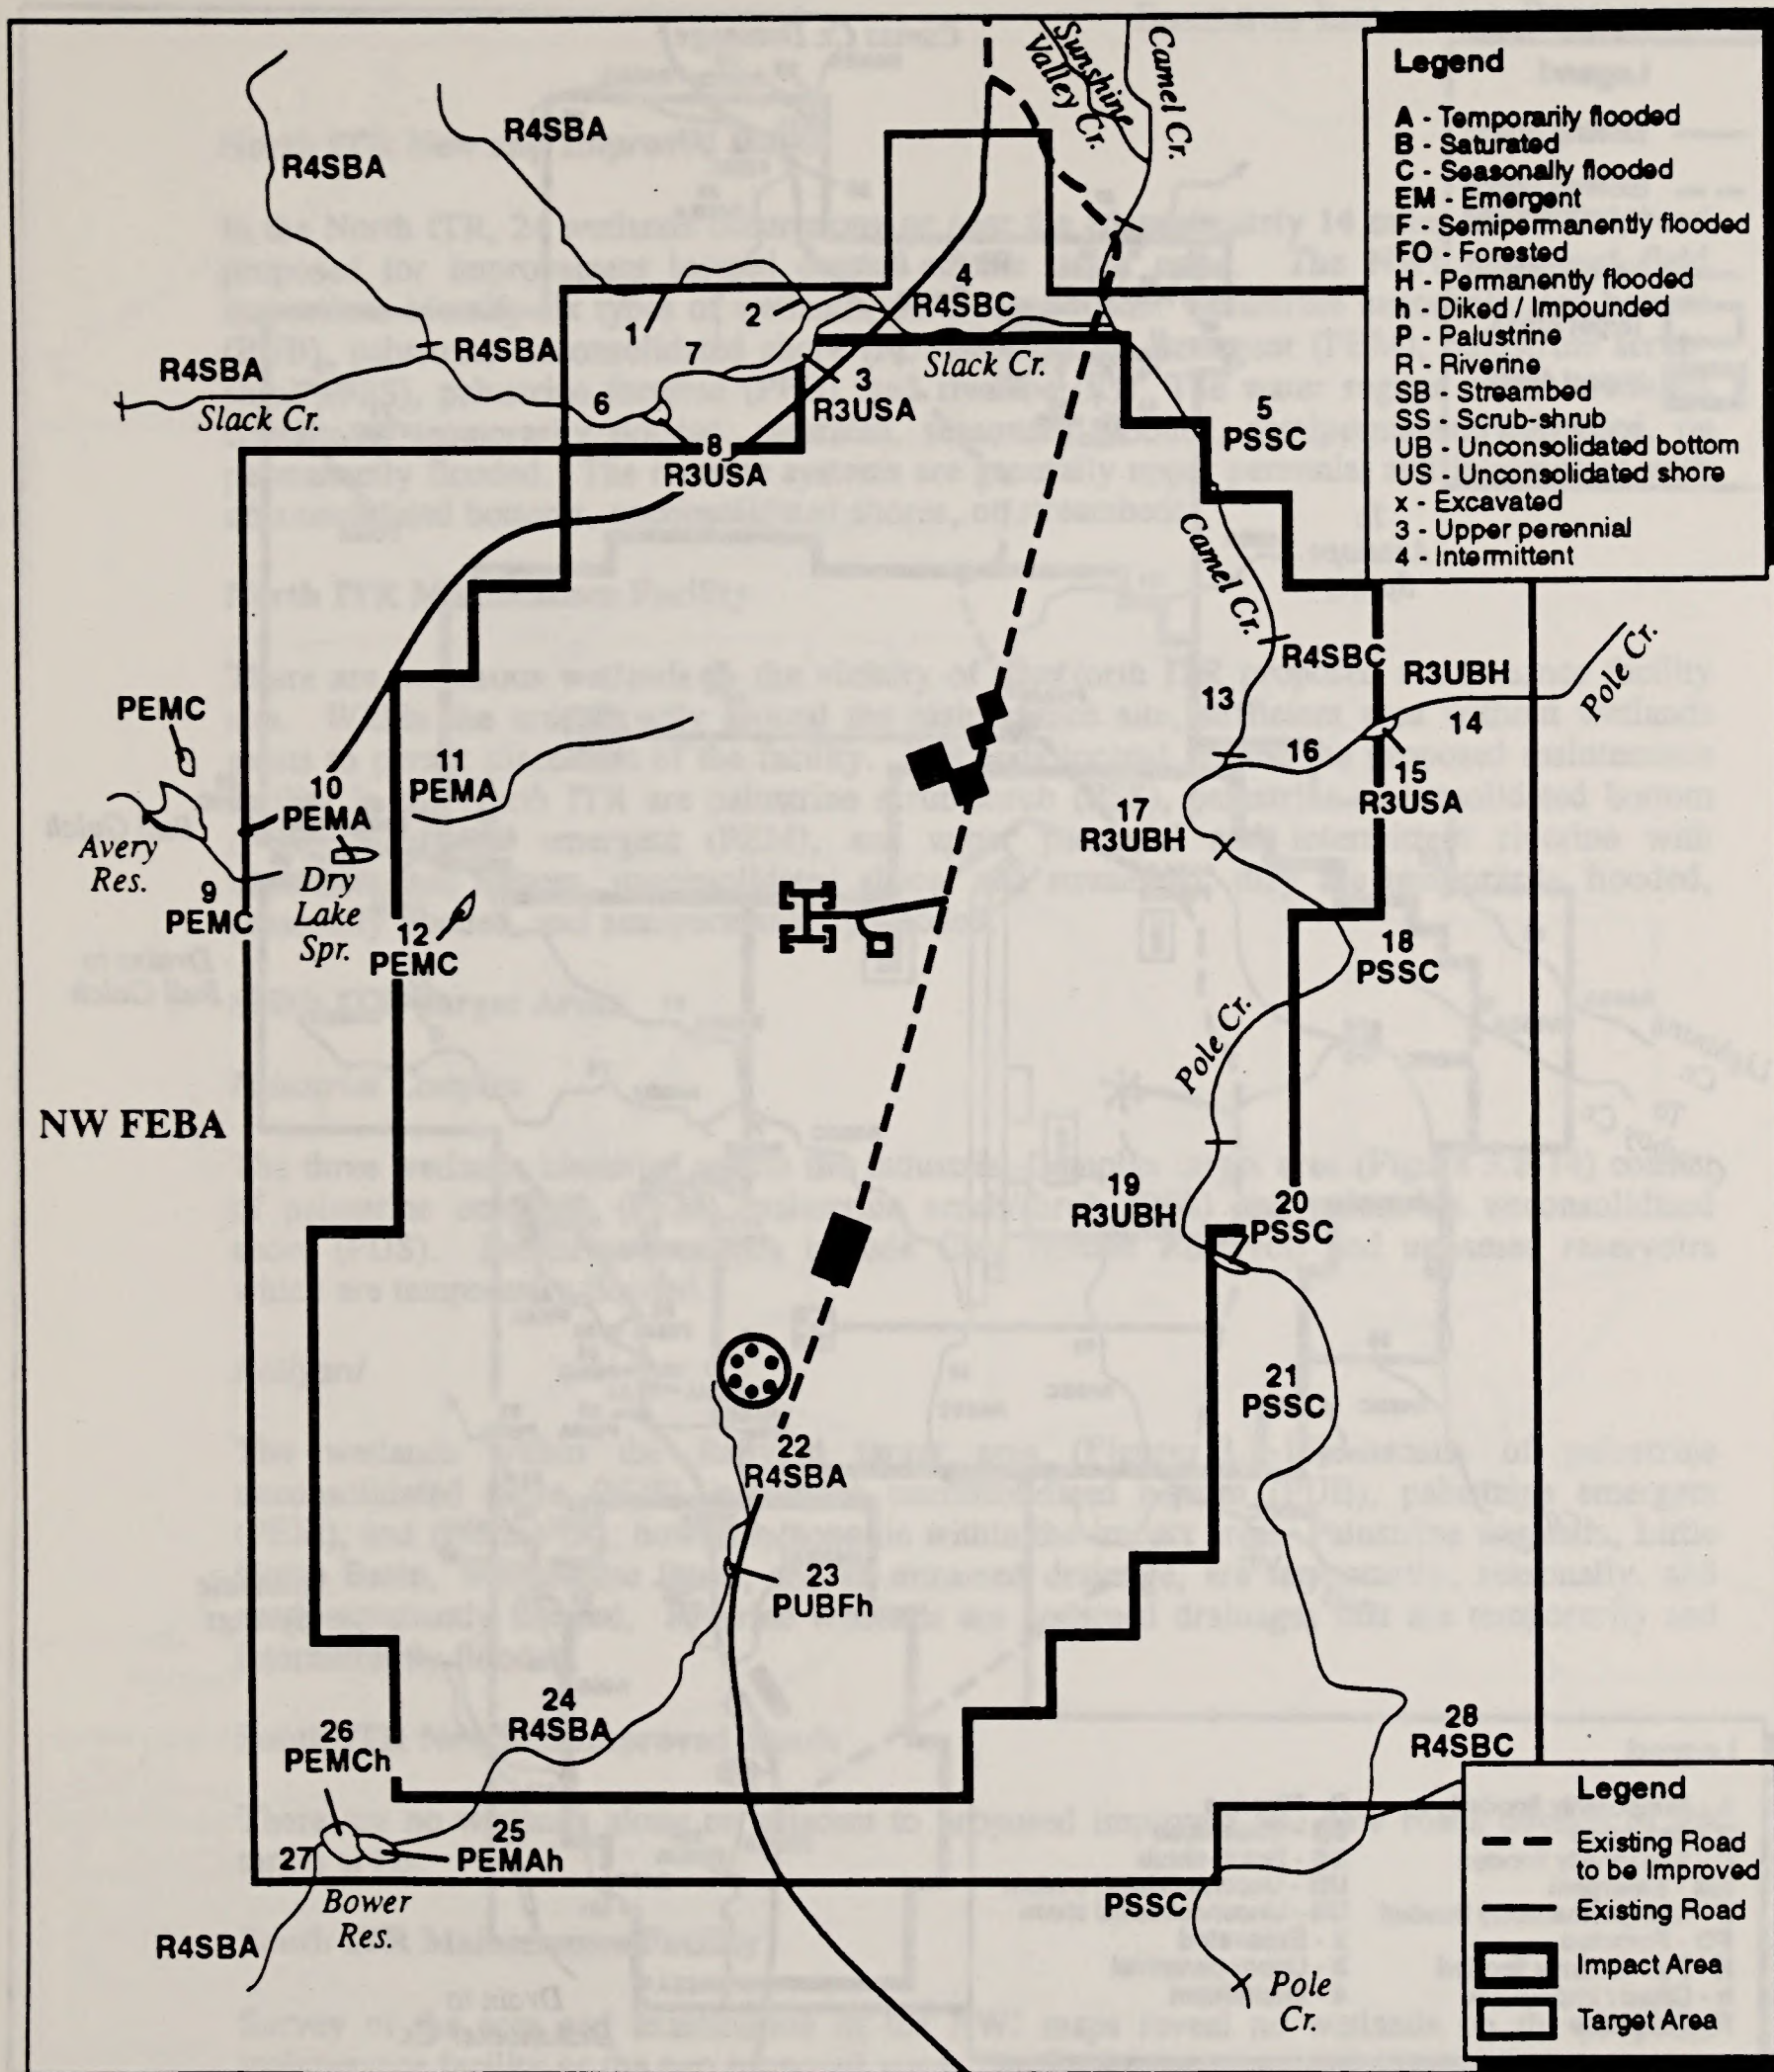 Sunshine
Valley Cr.
Camel Cr.
Legend
A - Temporarily flooded
B - Saturated
C - Seasonally flooded
EM - Emergent
F - Semipermanently flooded
FO - Forested
H - Permanently flooded
h - Diked / Impounded
P - Palustrine
R - Riverine
SB - Streambed
SS - Scrub-shrub
UB - Unconsolidated bottom
US - Unconsolidated shore
x - Excavated
3 - Upper perennial
4 - Intermittent
R4SBA
R4SBA
R4SBA
R4SBA
Slack Cr.
1
2
7
6
4
R4SBC
Slack Cr.
3
R3USA
5
PSSC
8
R3USA
Camel Cr.
R4SBC
13
R3UBH
14
Pole Cr.
16
15
R3USA
17
R3UBH
18
PSSC
PEMC
Avery
Res.
9
PEMC
10
PEMA
11
PEMA
Dry
Lake
Spr.
12
PEMC
Pole Cr.
NW FEBA
19
R3UBH
20
PSSC
21
PSSC
22
R4SBA
23
PUBFh
24
R4SBA
26
PEMCh
25
PEMAh
27
Bower
Res.
R4SBA
28
R4SBC
PSSC
Pole
Cr.
Legend
Existing Road
to be Improved
Existing Road
Impact Area
Target Area